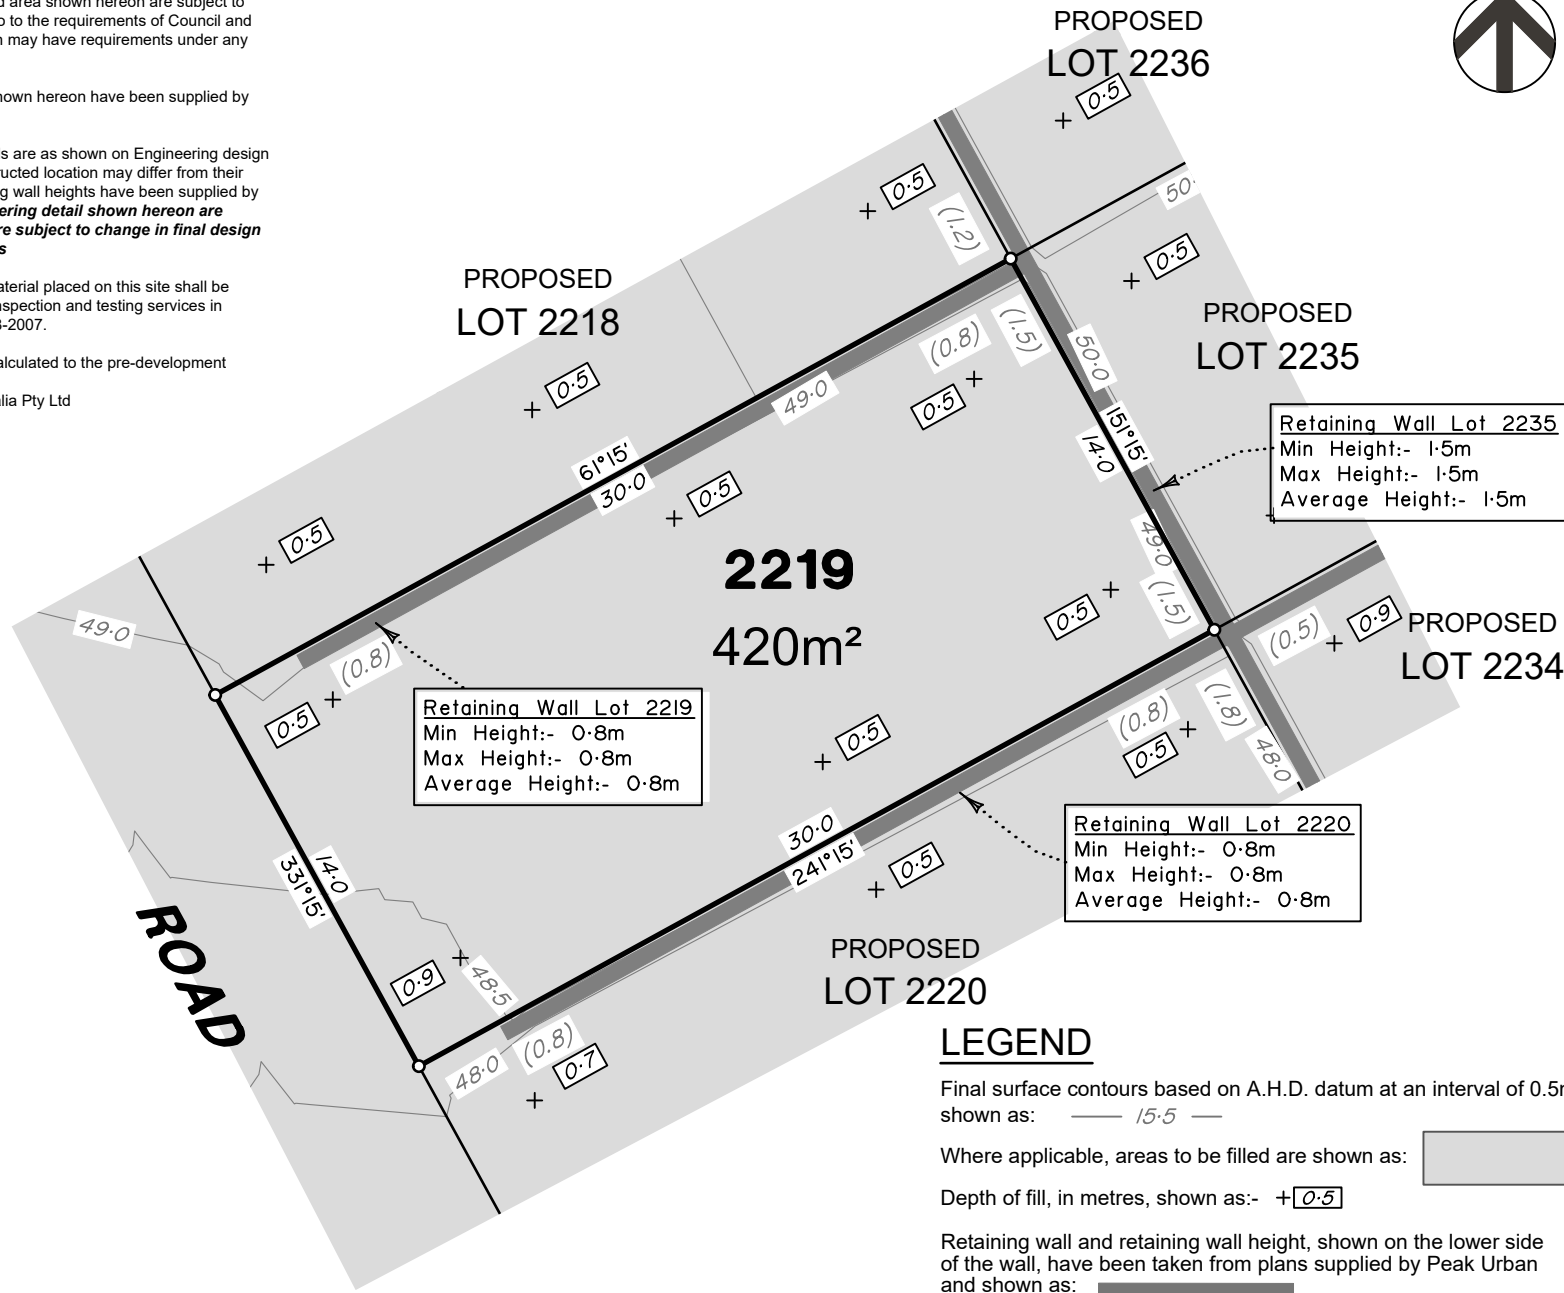 d area shown hereon are subject to
o to the requirements of Council and
n may have requirements under any
hown hereon have been supplied by
s are as shown on Engineering design
ructed location may differ from their
g wall heights have been supplied by
ering detail shown hereon are
re subject to change in final design
s
aterial placed on this site shall be
nspection and testing services in
8-2007.
alculated to the pre-development
alia Pty Ltd
PROPOSED
LOT 2236
0·5
0·5
(1.2)
50·
0·5
PROPOSED
LOT 2218
PROPOSED
LOT 2235
(0.8)
(1.5)
50·0
0·5
49·0
0·5
61°15'
30·0
151°15'
14·0
Retaining Wall Lot 2235
Min Height:- 1·5m
Max Height:- 1·5m
Average Height:- 1·5m
0·5
0·5
49·0
2219
420m²
49·0
(1.5)
0·5
(0.5)
0·9
PROPOSED
LOT 2234
(0.8)
0·5
Retaining Wall Lot 2219
Min Height:- 0·8m
Max Height:- 0·8m
Average Height:- 0·8m
0·5
(0.8)
(1.8)
0·5
48·0
30·0
241°15'
0·5
Retaining Wall Lot 2220
Min Height:- 0·8m
Max Height:- 0·8m
Average Height:- 0·8m
14·0
331°15'
ROAD
PROPOSED
LOT 2220
0·9
48·5
48·0
(0.8)
0·7
LEGEND
Final surface contours based on A.H.D. datum at an interval of 0.5m
shown as: 15·5
Where applicable, areas to be filled are shown as:
Depth of fill, in metres, shown as:- + 0·5
Retaining wall and retaining wall height, shown on the lower side
of the wall, have been taken from plans supplied by Peak Urban
and shown as: